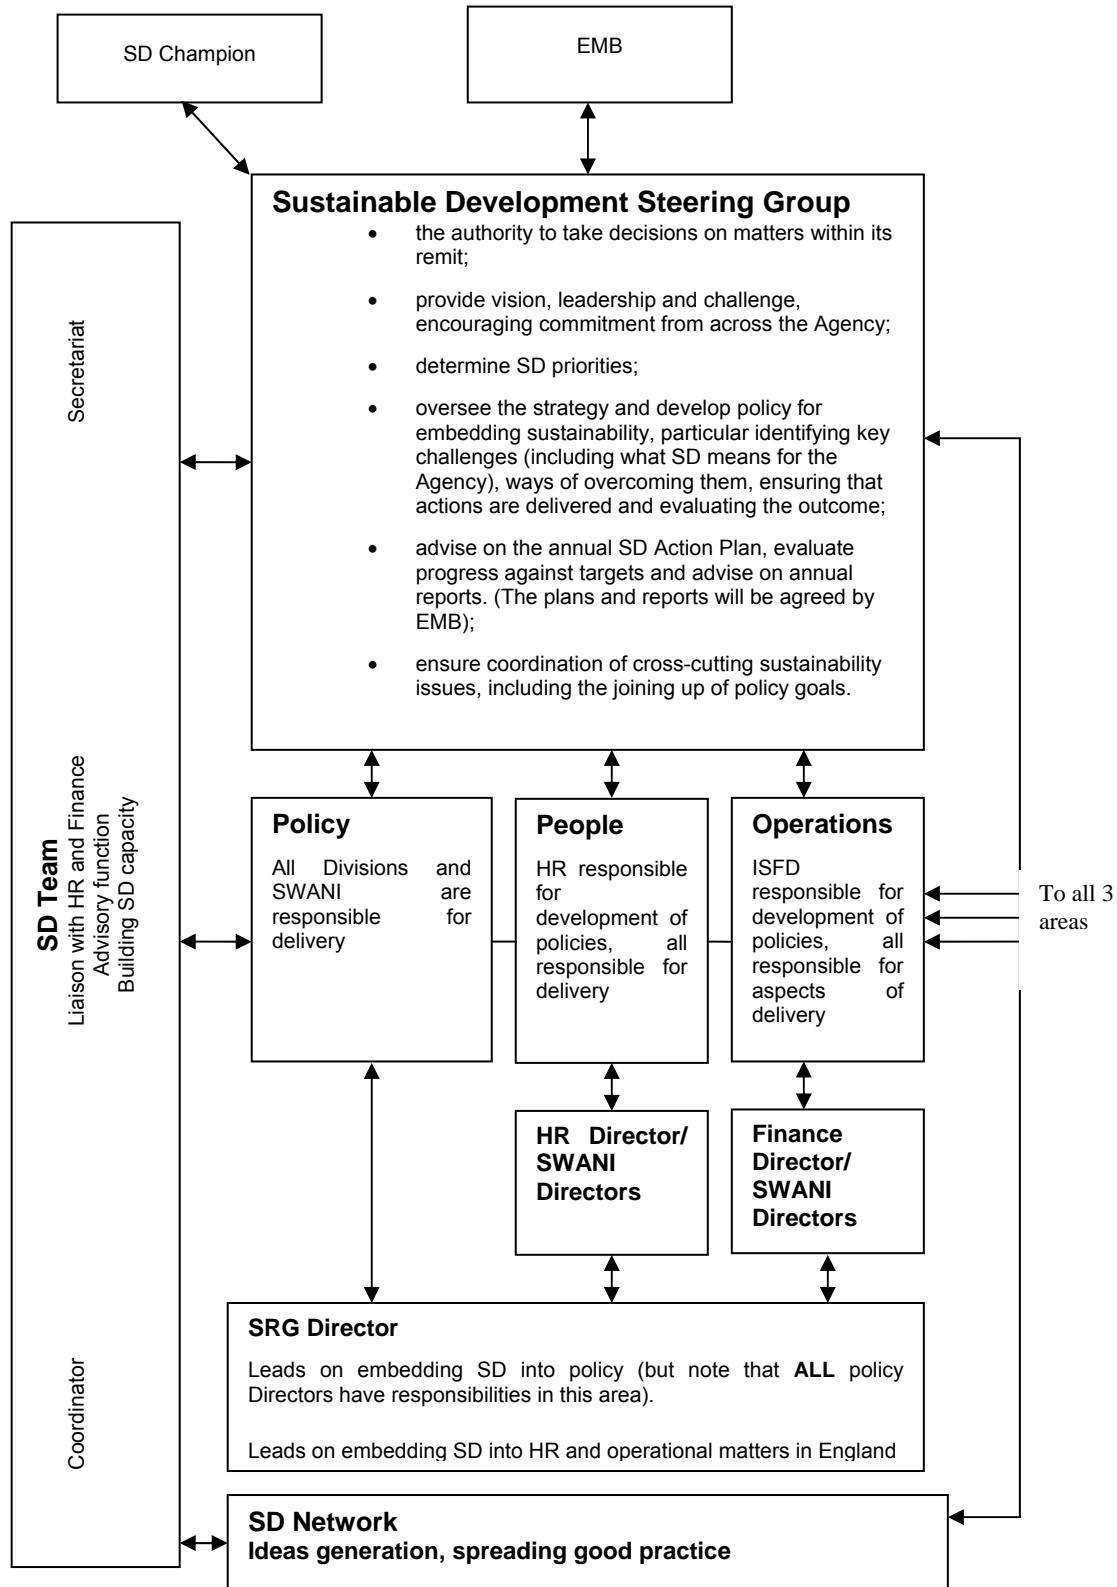 SD Champion
EMB
Sustainable Development Steering Group
• the authority to take decisions on matters within its
remit;
• provide vision, leadership and challenge,
encouraging commitment from across the Agency;
• determine SD priorities;
• oversee the strategy and develop policy for
embedding sustainability, particular identifying key
challenges (including what SD means for the
Agency), ways of overcoming them, ensuring that
actions are delivered and evaluating the outcome;
• advise on the annual SD Action Plan, evaluate
progress against targets and advise on annual
reports. (The plans and reports will be agreed by
EMB);
• ensure coordination of cross-cutting sustainability
issues, including the joining up of policy goals.
Secretariat
SD Team
Liaison with HR and Finance
Advisory function
Building SD capacity
Coordinator
Policy
All Divisions and
SWANI are
responsible for
delivery
People
HR responsible
for
development of
policies, all
responsible for
delivery
Operations
ISFD
responsible for
development of
policies, all
responsible for
aspects of
delivery
To all 3
areas
HR Director/
SWANI
Directors
Finance
Director/
SWANI
Directors
SRG Director
Leads on embedding SD into policy (but note that ALL policy
Directors have responsibilities in this area).
Leads on embedding SD into HR and operational matters in England
SD Network
Ideas generation, spreading good practice